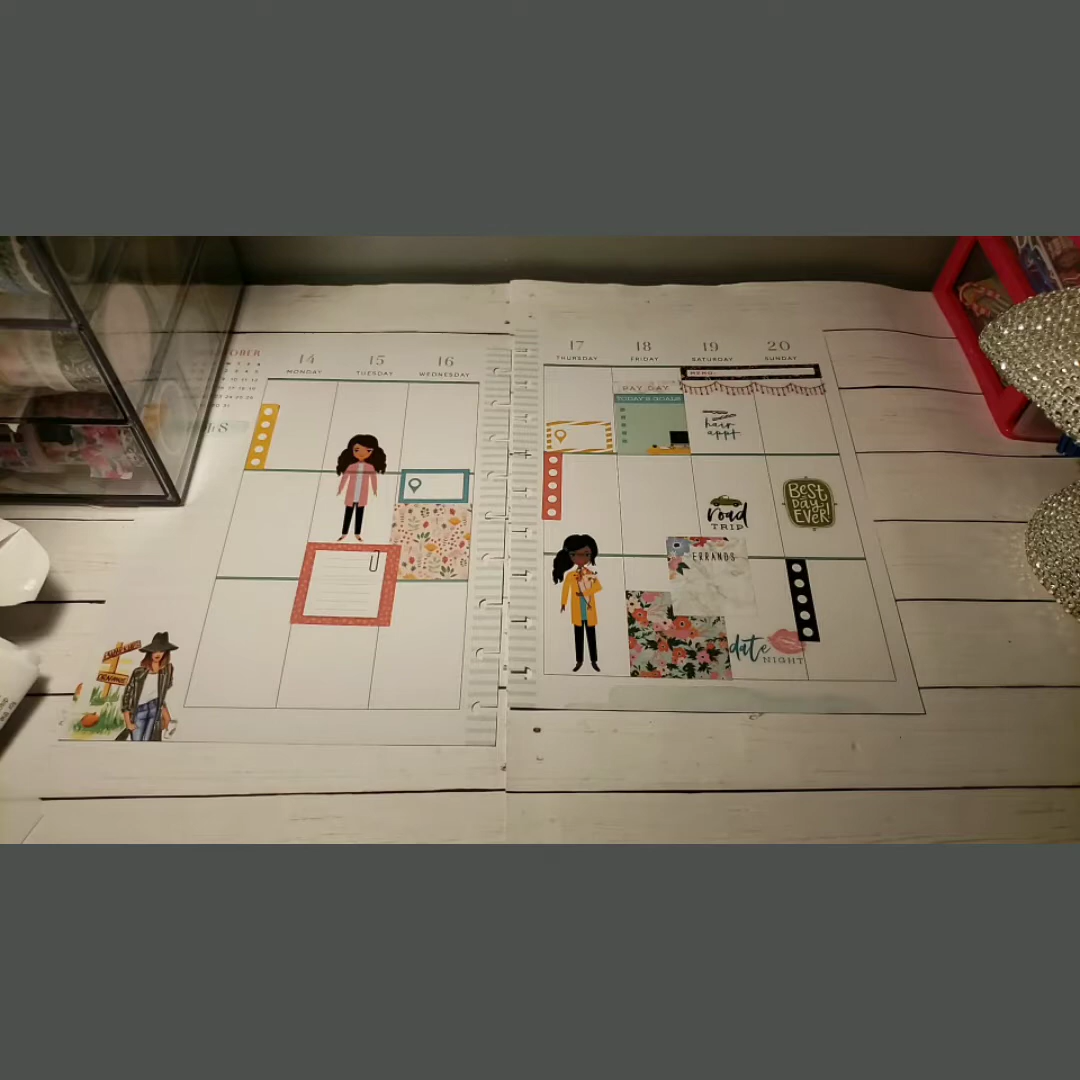 14
MONDAY
15
TUESDAY
16
WEDNESDAY
17
THURSDAY
18
FRIDAY
19
SATURDAY
20
SUNDAY
MEMO:
PAY DAY
TODAY'S GOALS
hair
appt
road
TRIP
BEST
DAY
EVER!
ERRANDS
date
NIGHT